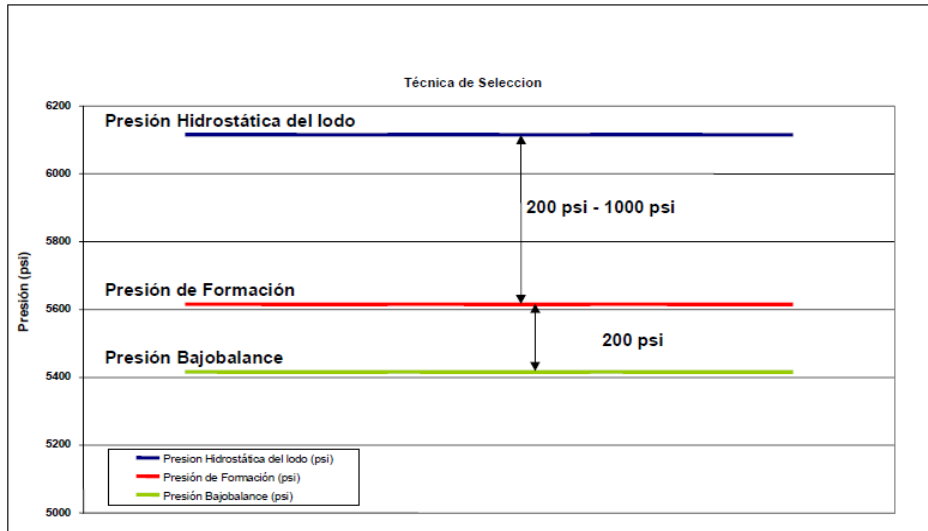 Técnica de Seleccion
6200
Presión Hidrostática del lodo
6000
200 psi - 1000 psi
5800
Presión (psi)
Presión de Formación
5600
200 psi
Presión Bajobalance
5400
5200
Presion Hidrostática del lodo (psi)
Presión de Formación (psi)
Presión Bajobalance (psi)
5000